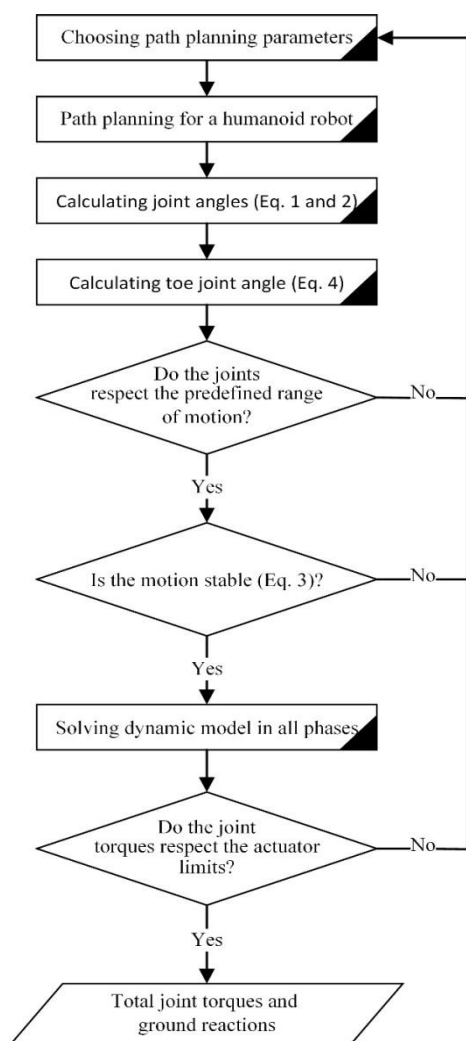 Choosing path planning parameters
Path planning for a humanoid robot
Calculating joint angles (Eq. 1 and 2)
Calculating toe joint angle (Eq. 4)
Do the joints
respect the predefined range
of motion?
No
Yes
Is the motion stable (Eq. 3)?
No
Yes
Solving dynamic model in all phases
Do the joint
torques respect the actuator
limits?
No
Yes
Total joint torques and
ground reactions